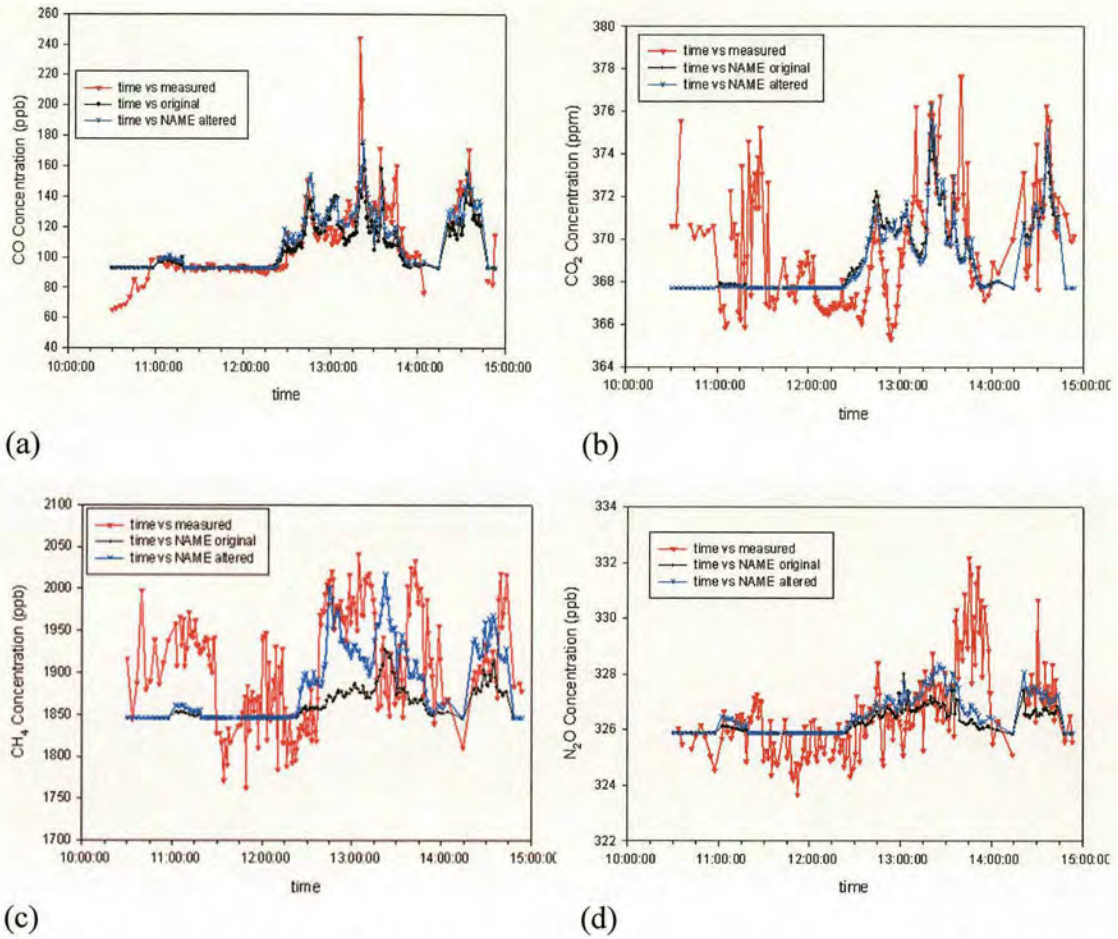 260
240
220
200
180
160
140
120
100
80
60
40
CO Concentration (ppb)
time vs measured
time vs original
time vs NAME altered
10:00:00 11:00:00 12:00:00 13:00:00 14:00:00 15:00:00
time
(a)
380
378
376
374
372
370
368
366
364
CO2 Concentration (ppm)
time vs measured
time vs NAME original
time vs NAME altered
10:00:00 11:00:00 12:00:00 13:00:00 14:00:00 15:00:00
time
(b)
2100
2050
2000
1950
1900
1850
1800
1750
1700
CH4 Concentration (ppb)
time vs measured
time vs NAME original
time vs NAME altered
10:00:00 11:00:00 12:00:00 13:00:00 14:00:00 15:00:00
time
(c)
334
332
330
328
326
324
322
N2O Concentration (ppb)
time vs measured
time vs NAME original
time vs NAME altered
10:00:00 11:00:00 12:00:00 13:00:00 14:00:00 15:00:00
time
(d)